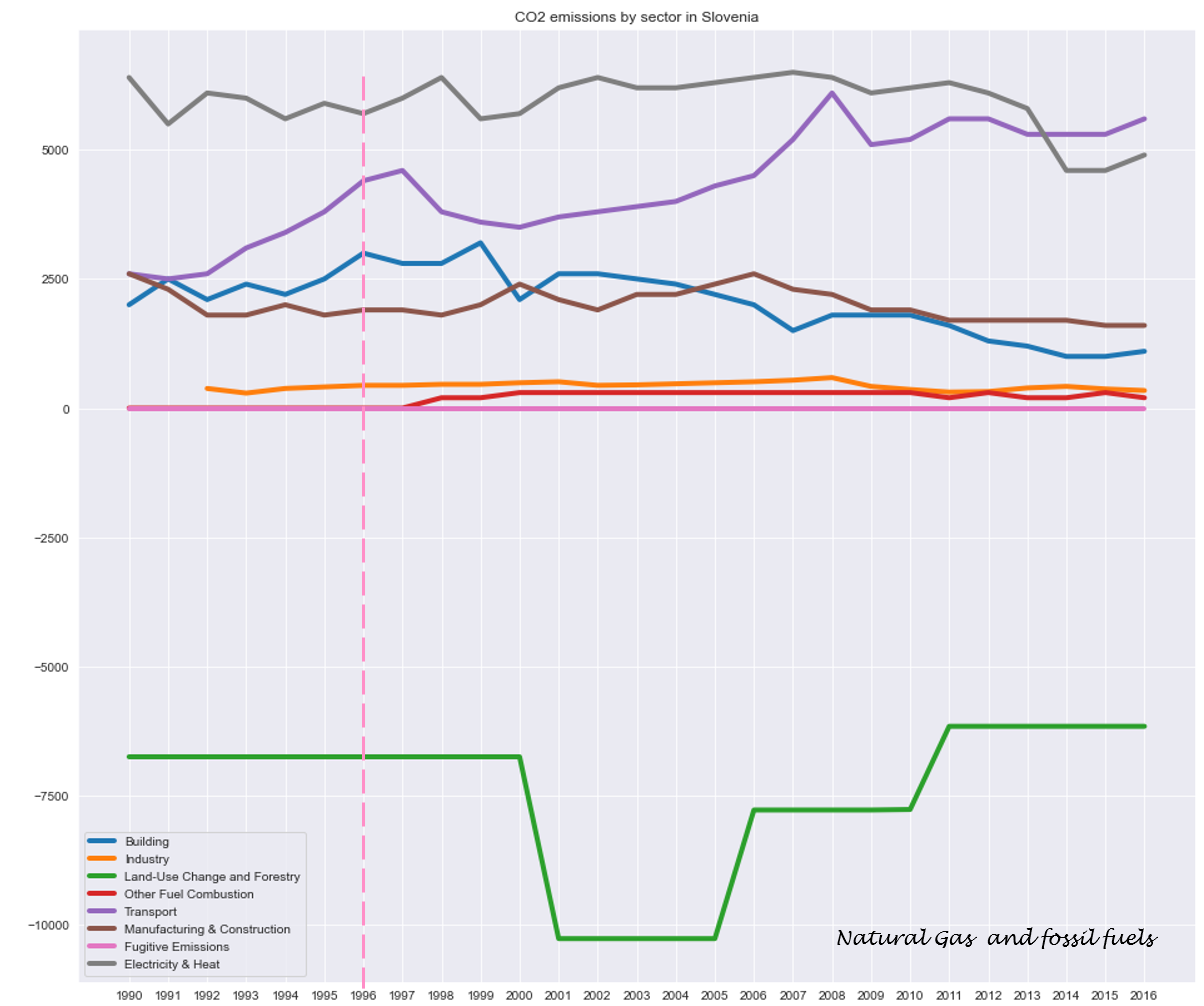 CO2 emissions by sector in Slovenia
5000
2500
0
−2500
−5000
−7500
−10000
Building
Industry
Land-Use Change and Forestry
Other Fuel Combustion
Transport
Manufacturing & Construction
Fugitive Emissions
Electricity & Heat
Natural Gas and fossil fuels
1990 1991 1992 1993 1994 1995 1996 1997 1998 1999 2000 2001 2002 2003 2004 2005 2006 2007 2008 2009 2010 2011 2012 2013 2014 2015 2016